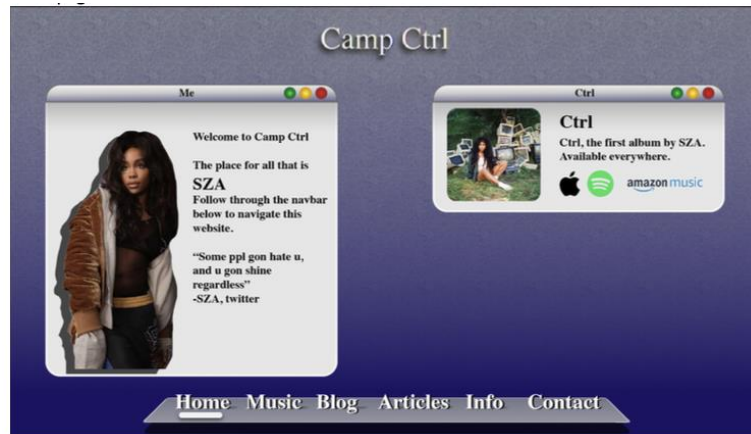 Camp Ctrl
Me
Welcome to Camp Ctrl
The place for all that is
SZA
Follow through the navbar
below to navigate this
website.
“Some ppl gon hate u,
and u gon shine
regardless”
-SZA, twitter
Ctrl
Ctrl
Ctrl, the first album by SZA.
Available everywhere.
amazon music
Home Music Blog Articles Info Contact